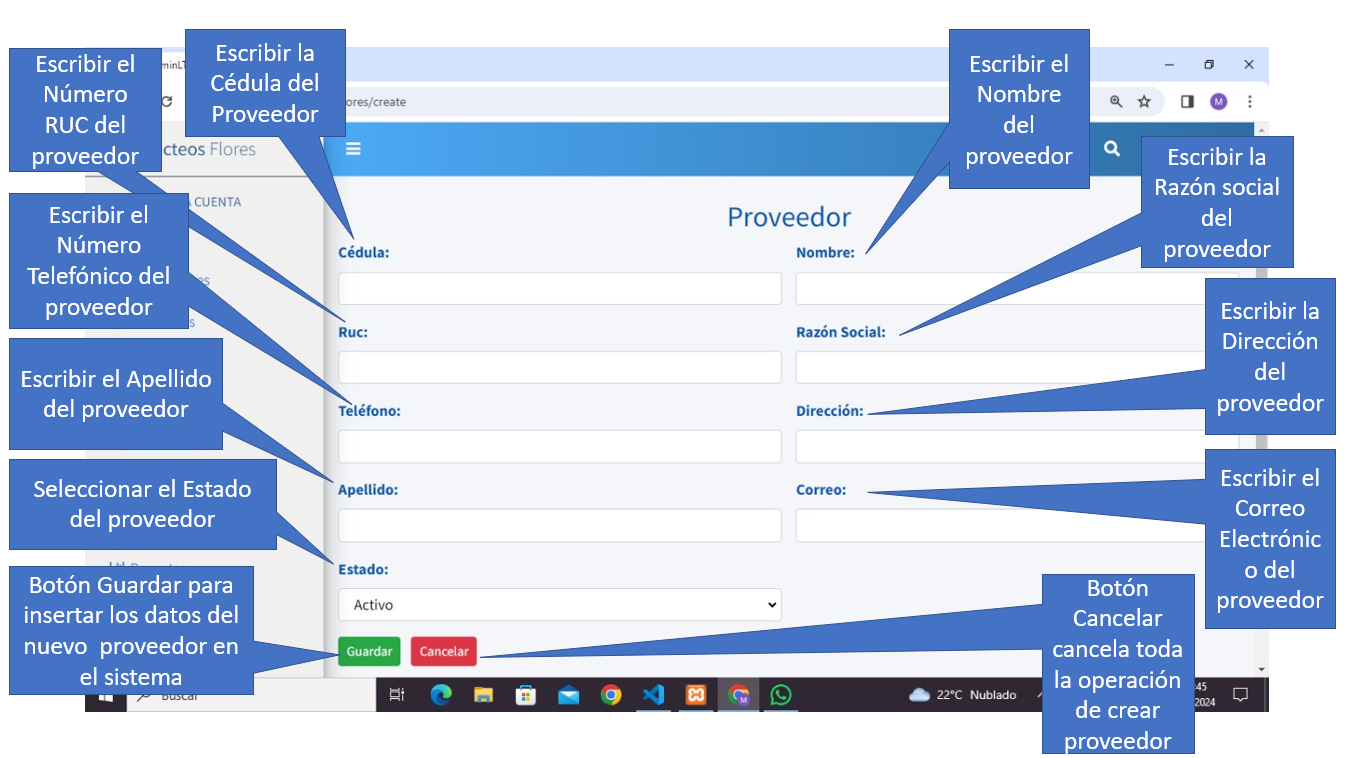 Escribir el
Número
RUC del
proveedor
Escribir la
Cédula del
Proveedor
Escribir el
Nombre
del
proveedor
Escribir la
Razón social
del
proveedor
Escribir el
Número
Telefónico del
proveedor
Escribir la
Dirección
del
proveedor
Escribir el Apellido
del proveedor
Escribir el
Correo
Electrónic
o del
proveedor
Seleccionar el Estado
del proveedor
Botón Guardar para
insertar los datos del
nuevo proveedor en
el sistema
Botón
Cancelar
cancela toda
la operación
de crear
proveedor
ores/create
cteos Flores
CUENTA
Proveedor
Cédula:
Nombre:
Ruc:
Razón Social:
Teléfono:
Dirección:
Apellido:
Correo:
Estado:
Activo
Guardar
Cancelar
Buscar
22°C Nublado
45
2024